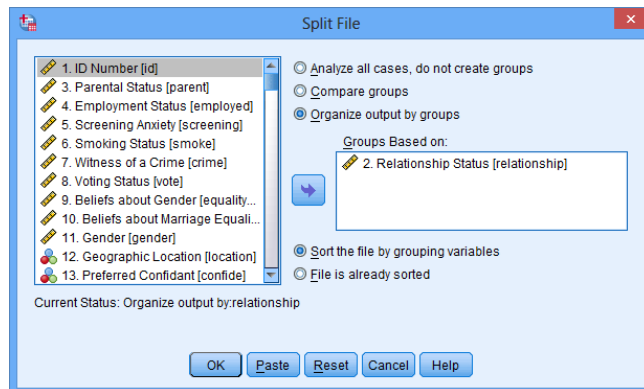 Split File
1. ID Number [id]
3. Parental Status [parent]
4. Employment Status [employed]
5. Screening Anxiety [screening]
6. Smoking Status [smoke]
7. Witness of a Crime [crime]
8. Voting Status [vote]
9. Beliefs about Gender [equality...
10. Beliefs about Marriage Equali...
11. Gender [gender]
12. Geographic Location [location]
13. Preferred Confidant [confide]
Analyze all cases, do not create groups
Compare groups
Organize output by groups
Groups Based on:
2. Relationship Status [relationship]
Sort the file by grouping variables
File is already sorted
Current Status: Organize output by:relationship
OK Paste Reset Cancel Help